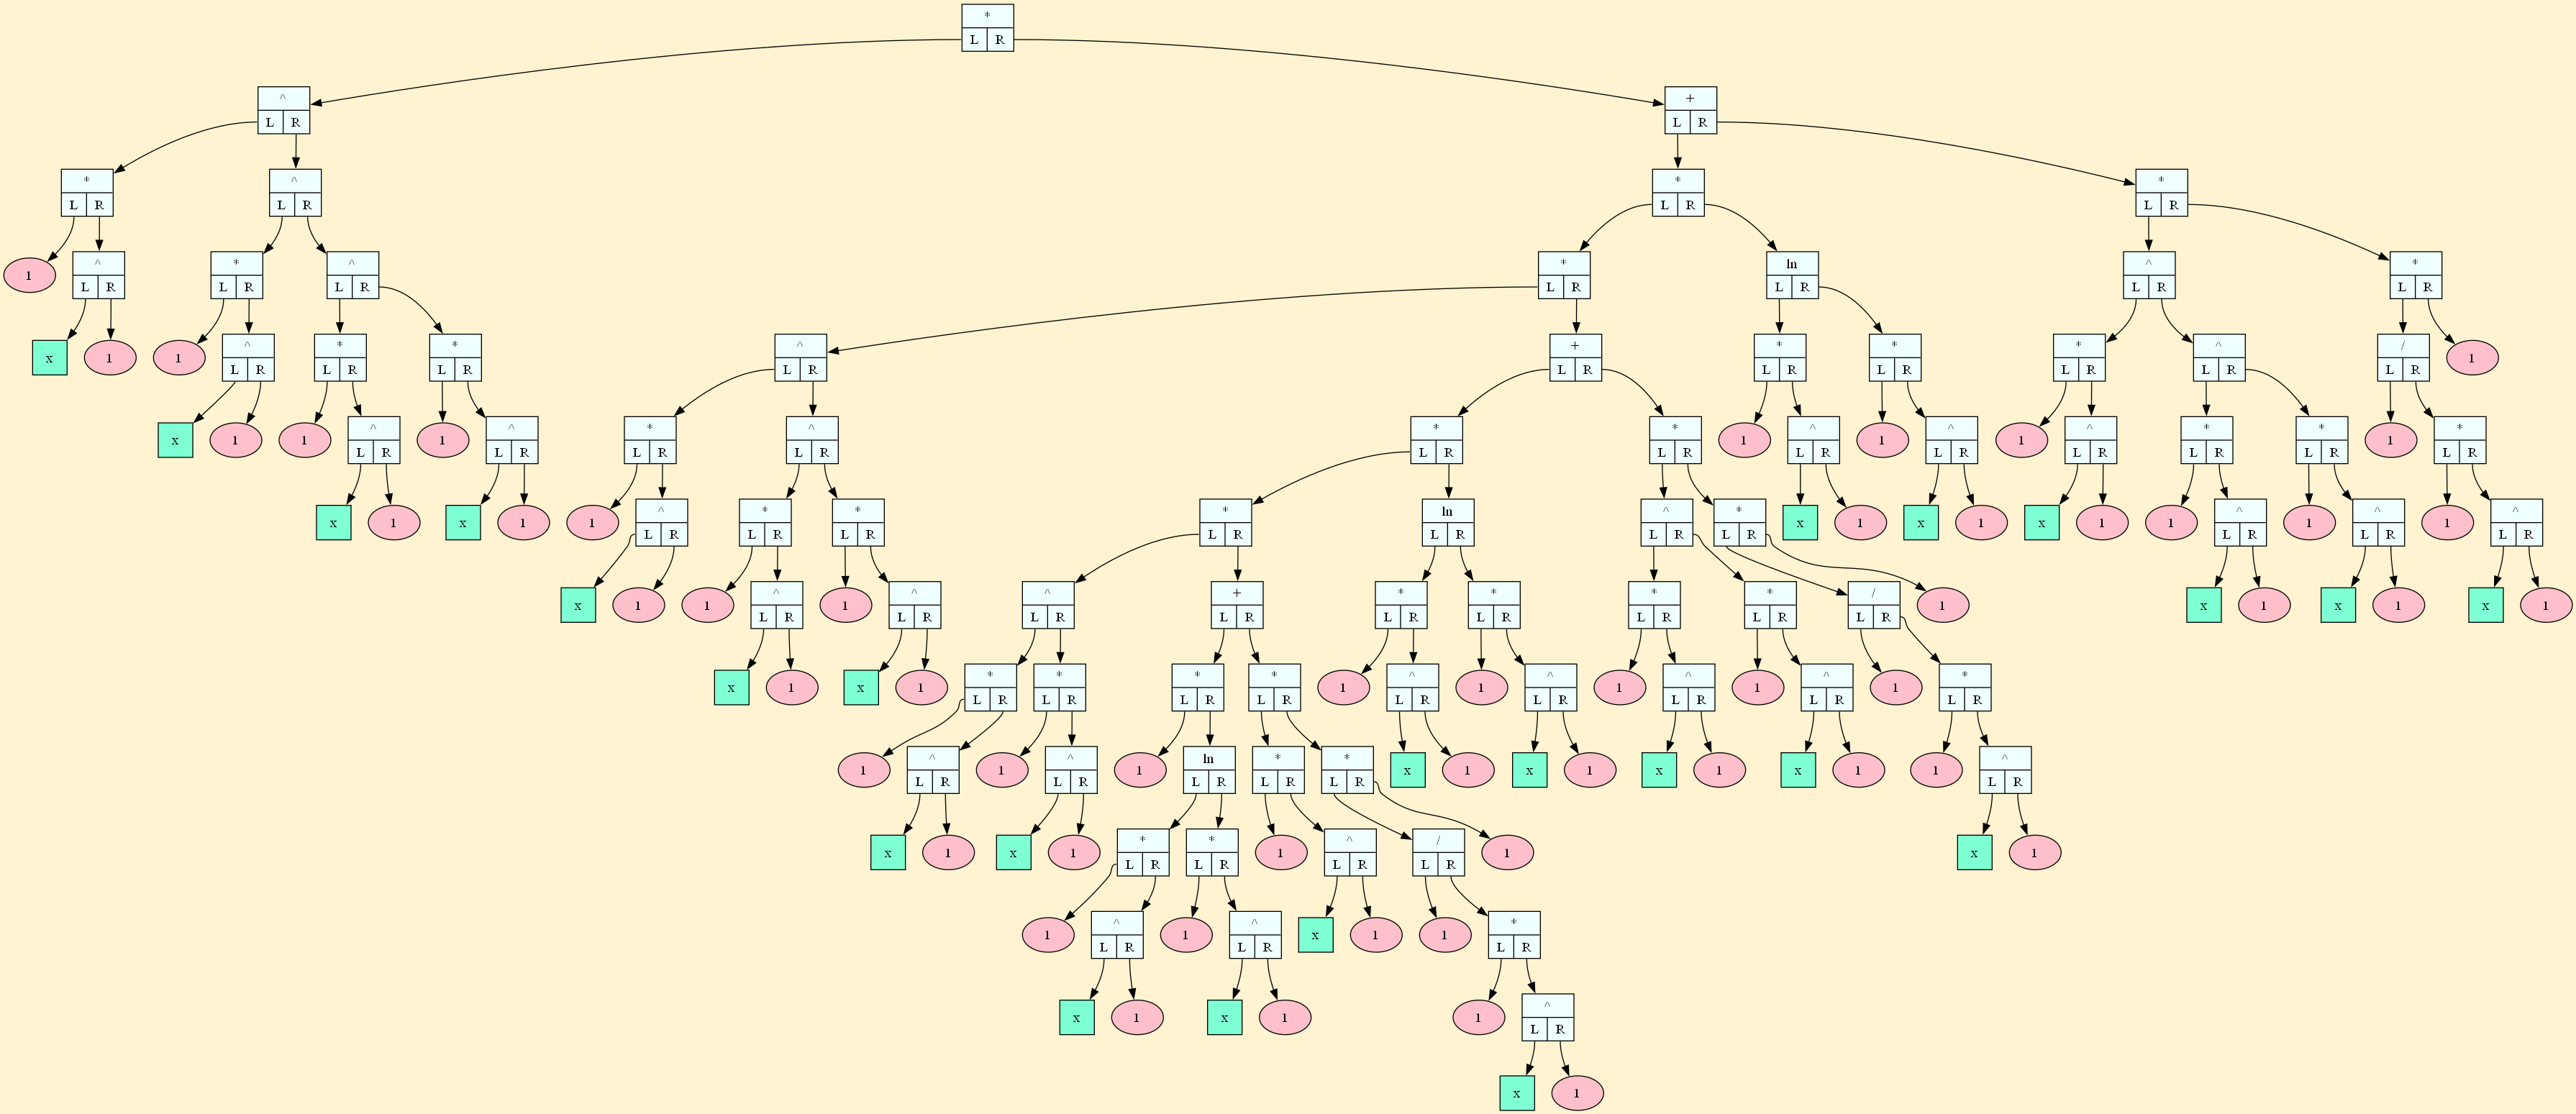 *
L R
^ +
L R L R
* ^ * *
L R L R L R L R
^ * ^ * ln ^ *
1
L R L R L R L R L R L R L R
^ * * ^ + * * * ^ /
x 1 1 1
L R L R L R L R L R L R L R L R L R L R
^ ^ * ^ * * ^ ^ ^ * * *
x 1 1 1 1 1 1 1
L R L R L R L R L R L R L R L R L R L R L R L R
^ * * * ln ^ * ^ ^ ^
x 1 x 1 1 x 1 x 1 x 1 1 1 1
L R L R L R L R L R L R L R L R L R L R
^ ^ ^ + * * * * /
x 1 1 1 1 x 1 x 1 x 1
L R L R L R L R L R L R L R L R L R
* * * * ^ ^ ^ ^ *
x 1 x 1 1 1 1 1 1
L R L R L R L R L R L R L R L R L R
^ ^ ln * * ^
1 1 1 x 1 x 1 x 1 x 1 1
L R L R L R L R L R L R
* * ^ /
x 1 x 1 1 1 x 1
L R L R L R L R
^ ^ *
1 1 x 1 1
L R L R L R
^
x 1 x 1 1
L R
x 1